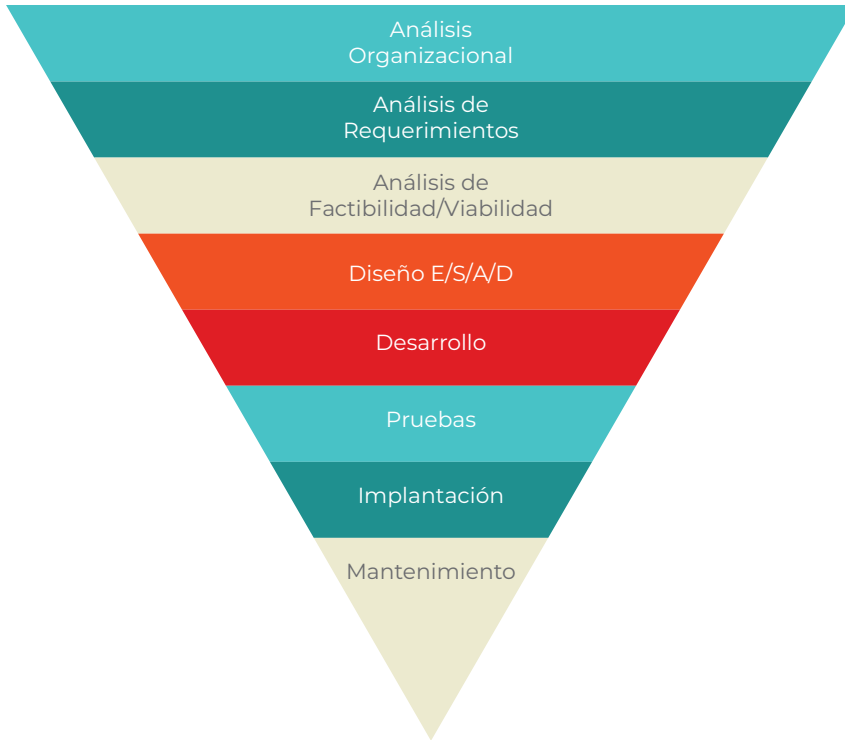 Análisis
Organizacional
Análisis de
Requerimientos
Análisis de
Factibilidad/Viabilidad
Diseño E/S/A/D
Desarrollo
Pruebas
Implantación
Mantenimiento